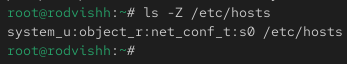 root@rodvishh:~# ls -Z /etc/hosts
system_u:object_r:net_conf_t:s0 /etc/hosts
root@rodvishh:~#